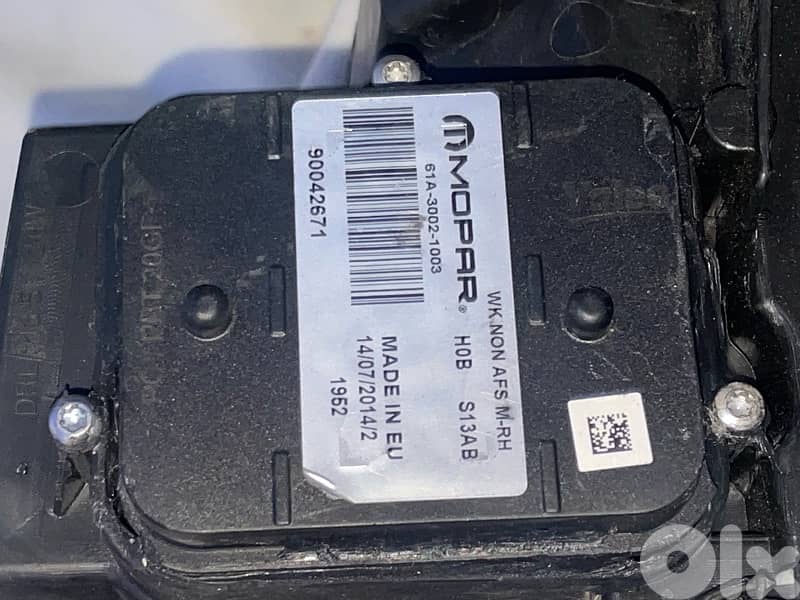 MOPAR®
WK NON AFS M-RH
61A-3002-1003
H0B S13AB
90042671
MADE IN EU
14/07/2014/2
1952
OLX